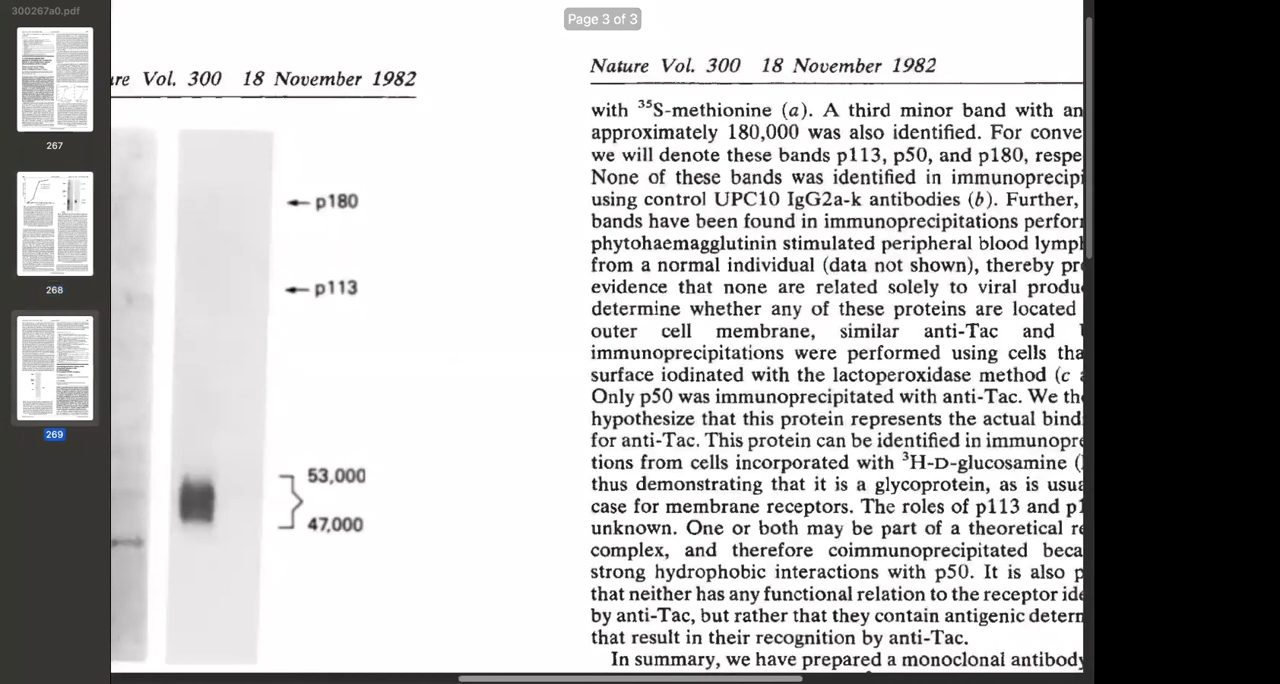 300267a0.pdf
267
268
269
Page 3 of 3
Vol. 300 18 November 1982
p180
p113
53,000
47,000
Nature Vol. 300 18 November 1982
with ³⁵S-methionine (a). A third minor band with an
approximately 180,000 was also identified. For conve
we will denote these bands p113, p50, and p180, respe
None of these bands was identified in immunoprecipi
using control UPC10 IgG2a-k antibodies (b). Further,
bands have been found in immunoprecipitations perfor
phytohaemagglutinin stimulated peripheral blood lymp
from a normal individual (data not shown), thereby pr
evidence that none are related solely to viral produ
determine whether any of these proteins are located
outer cell membrane, similar anti-Tac and
immunoprecipitations were performed using cells tha
surface iodinated with the lactoperoxidase method (c
Only p50 was immunoprecipitated with anti-Tac. We th
hypothesize that this protein represents the actual bind
for anti-Tac. This protein can be identified in immunopre
tions from cells incorporated with ³H-D-glucosamine (
thus demonstrating that it is a glycoprotein, as is usua
case for membrane receptors. The roles of p113 and p1
unknown. One or both may be part of a theoretical re
complex, and therefore coimmunoprecipitated beca
strong hydrophobic interactions with p50. It is also p
that neither has any functional relation to the receptor ide
by anti-Tac, but rather that they contain antigenic determ
that result in their recognition by anti-Tac.
In summary, we have prepared a monoclonal antibody